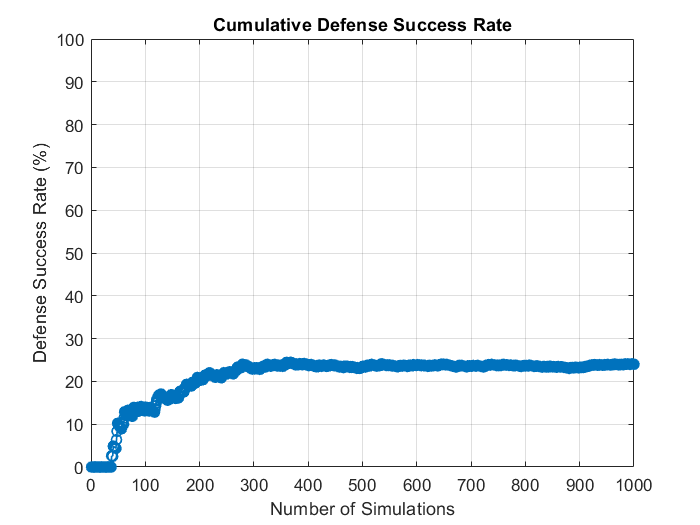 Cumulative Defense Success Rate
Defense Success Rate (%)
100
90
80
70
60
50
40
30
20
10
0
0 100 200 300 400 500 600 700 800 900 1000
Number of Simulations